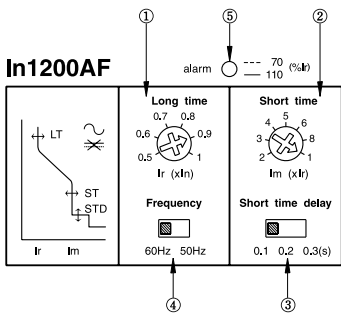 ① ⑤ ②
In1200AF
alarm --- 70 (%Ir)
— 110
LT
ST
STD
Ir Im
Long time
0.5 0.6 0.7 0.8 0.9 1
Ir (xIn)
Short time
2 3 4 5 6 8 1
Im (xIr)
Frequency
60Hz 50Hz
Short time delay
0.1 0.2 0.3(s)
④ ③